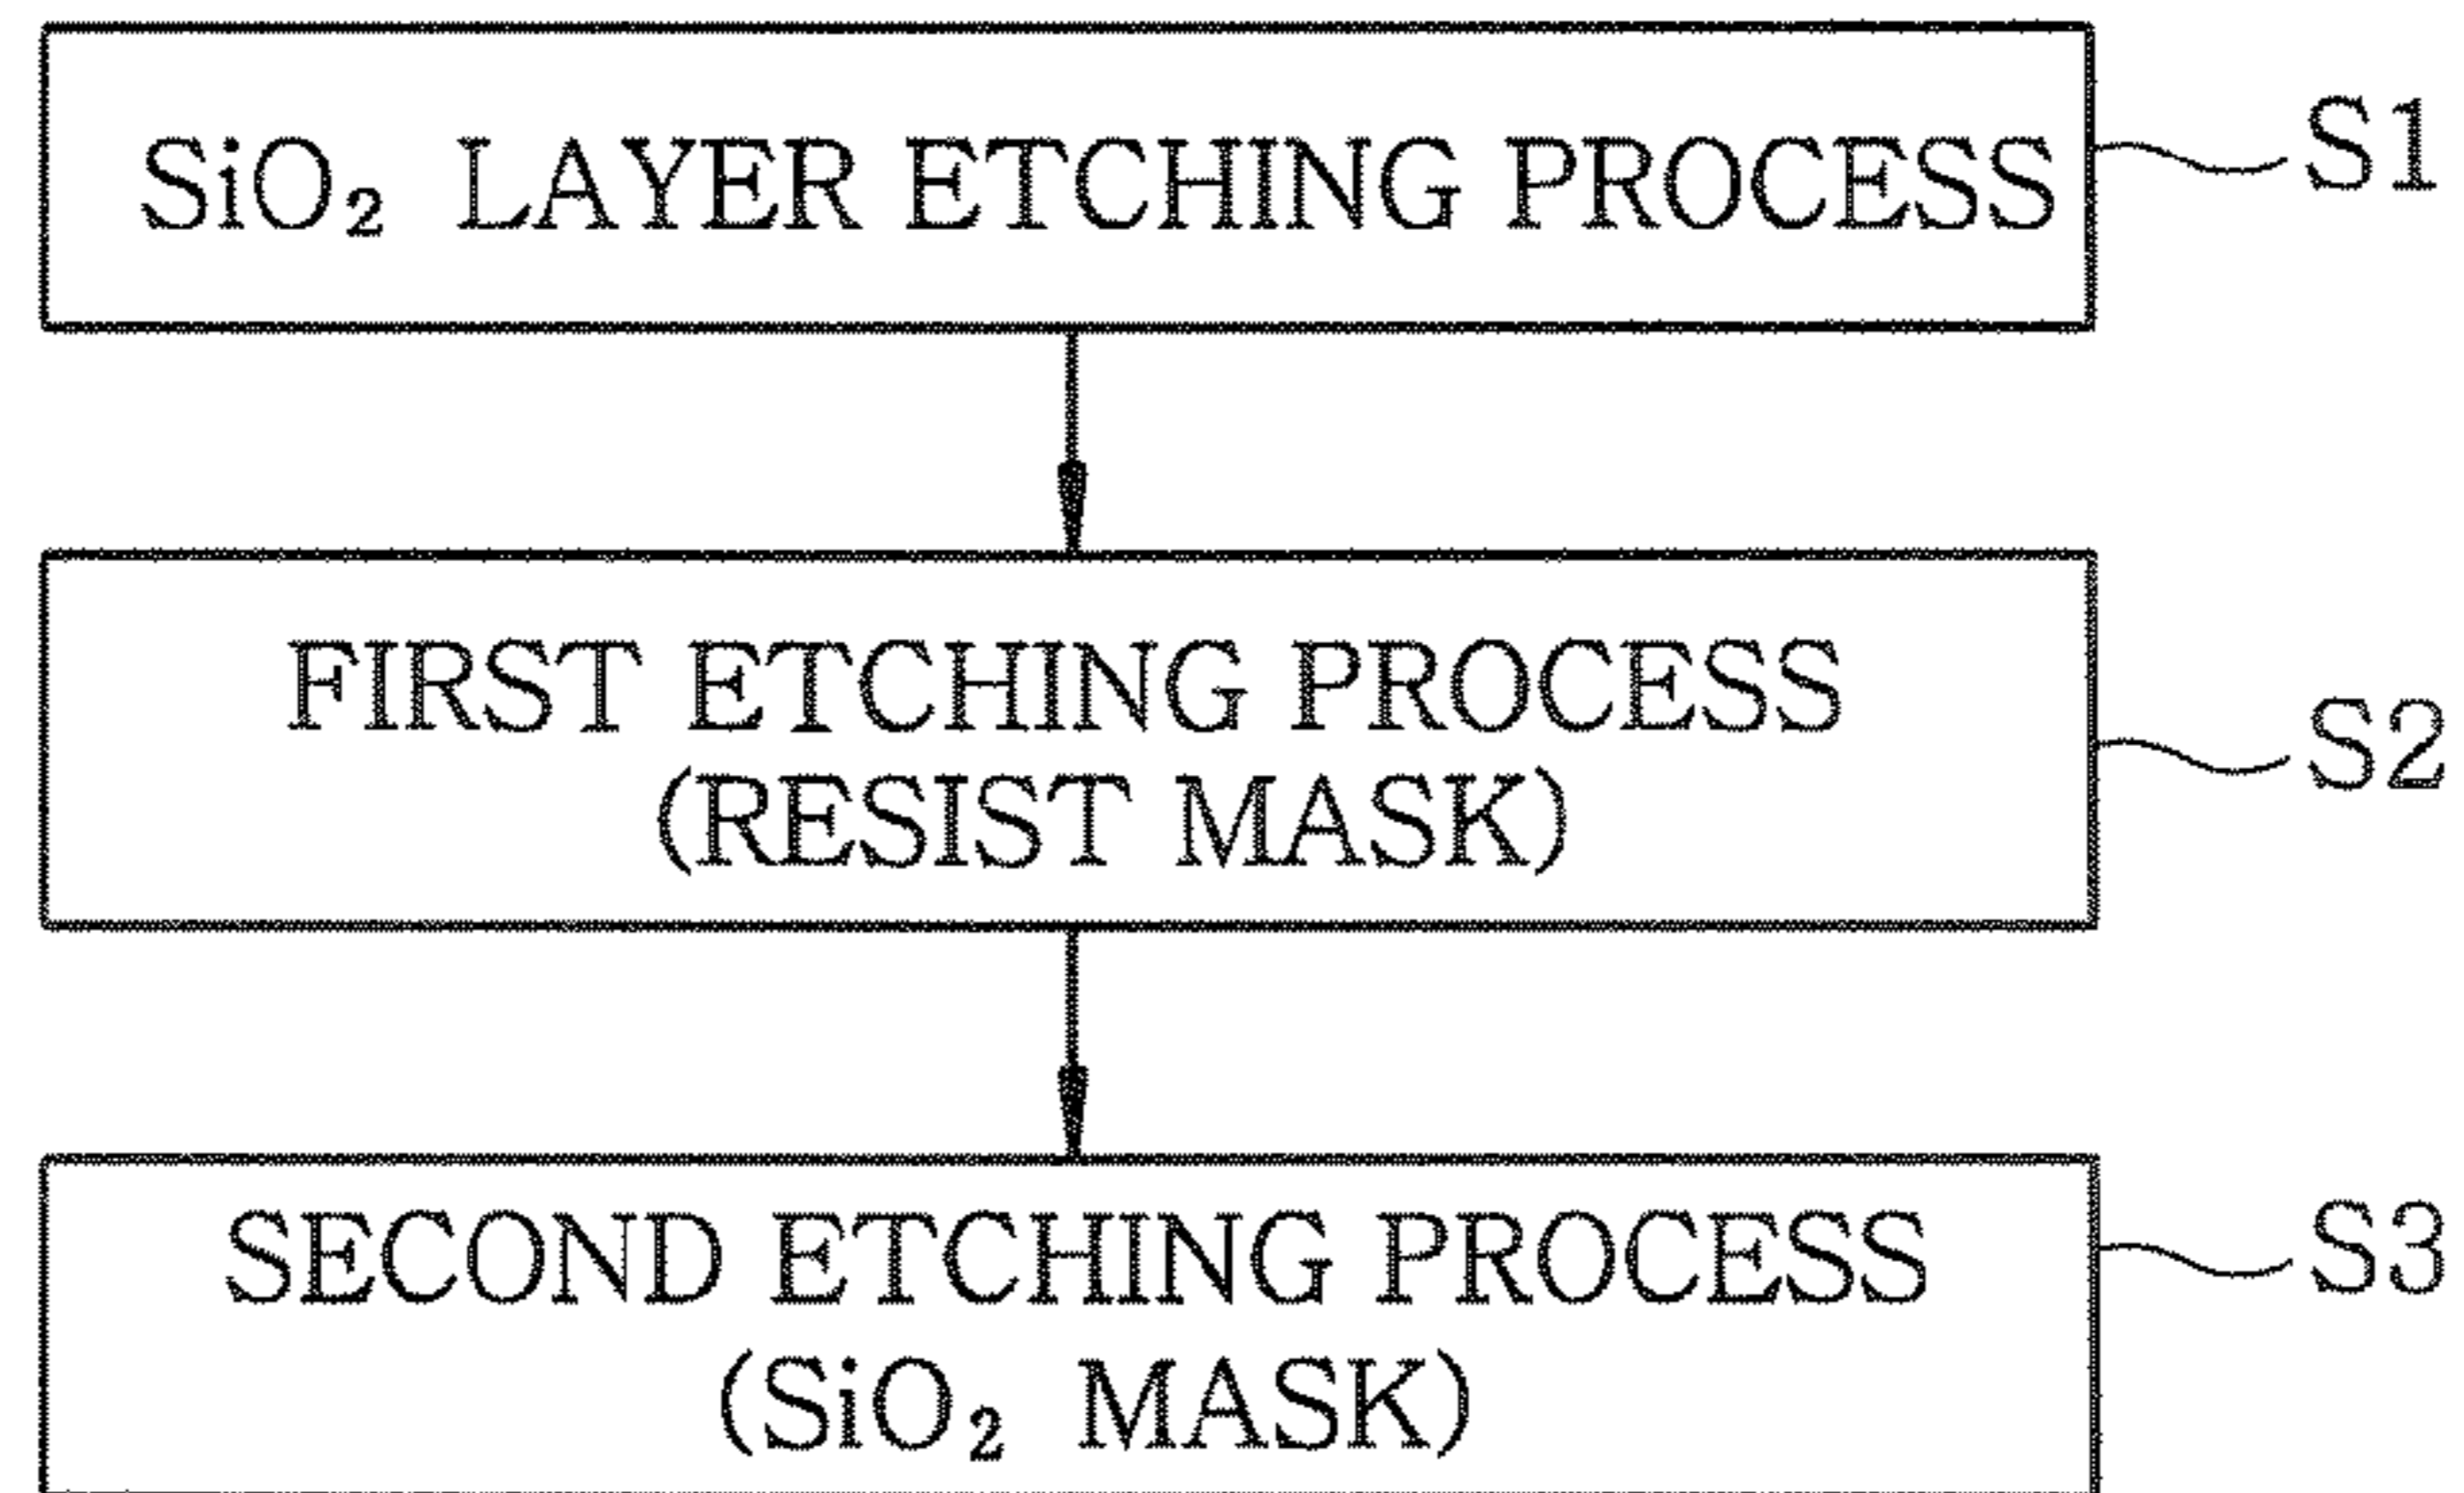 SiO₂ LAYER ETCHING PROCESS
S1
FIRST ETCHING PROCESS
(RESIST MASK)
S2
SECOND ETCHING PROCESS
(SiO₂ MASK)
S3